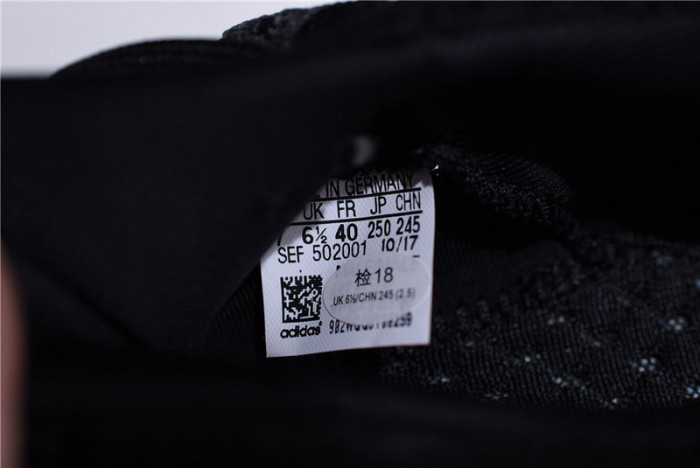 IN GERMANY
UK FR JP CHN
7 6½ 40 250 245
SEF 502001 10/17
检18
UK 6½/CHN 245 (2.5)
adidas